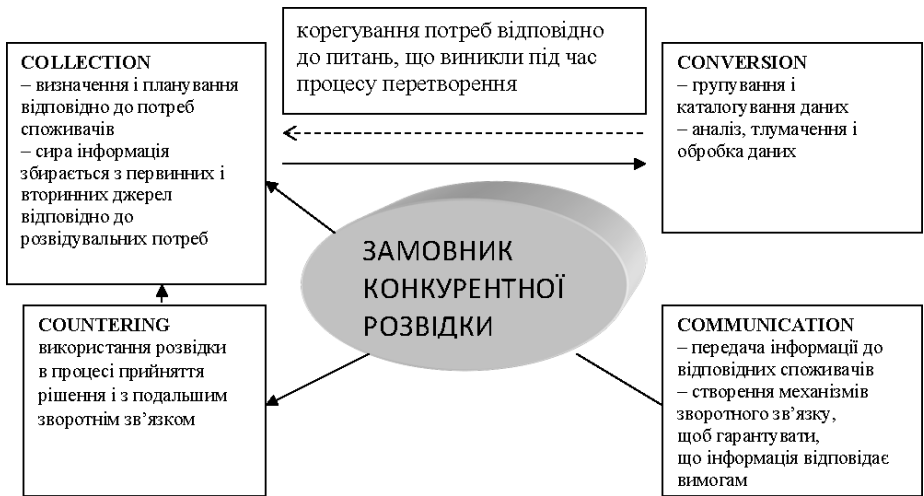 COLLECTION
– визначення і планування
відповідно до потреб
споживачів
– сира інформація
збирається з первинних і
вторинних джерел
відповідно до
розвідувальних потреб
корегування потреб відповідно
до питань, що виникли під час
процесу перетворення
CONVERSION
– групування і
каталогування даних
– аналіз, тлумачення і
обробка даних
ЗАМОВНИК
КОНКУРЕНТНОЇ
РОЗВІДКИ
COUNTERING
використання розвідки
в процесі прийняття
рішення і з подальшим
зворотнім зв’язком
COMMUNICATION
– передача інформації до
відповідних споживачів
– створення механізмів
зворотного зв’язку,
щоб гарантувати,
що інформація відповідає
вимогам